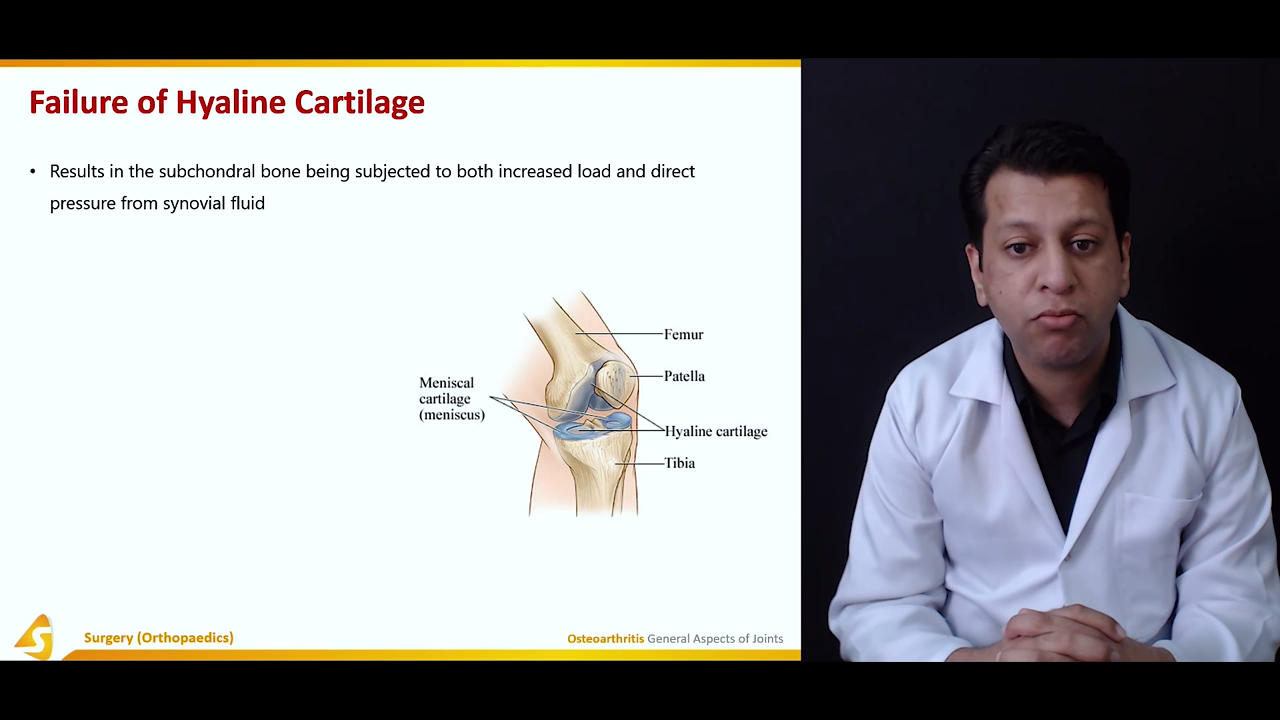 Failure of Hyaline Cartilage
• Results in the subchondral bone being subjected to both increased load and direct
pressure from synovial fluid
Femur
Patella
Meniscal
cartilage
(meniscus)
Hyaline cartilage
Tibia
Surgery (Orthopaedics)
Osteoarthritis General Aspects of Joints